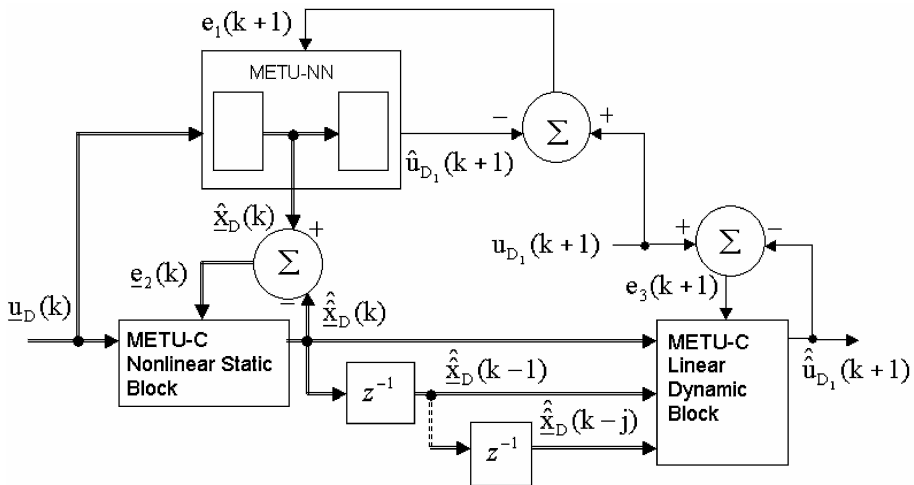 e₁(k+1)
METU-NN
− Σ +
û_D₁(k+1)
x̂_D(k)
+
Σ
−
e₂(k)
u_D₁(k+1)
+ Σ −
e₃(k+1)
u_D(k)
x̂̂_D(k)
METU-C
Nonlinear Static
Block
METU-C
Linear
Dynamic
Block
û̂_D₁(k+1)
z⁻¹
x̂̂_D(k−1)
z⁻¹
x̂̂_D(k−j)